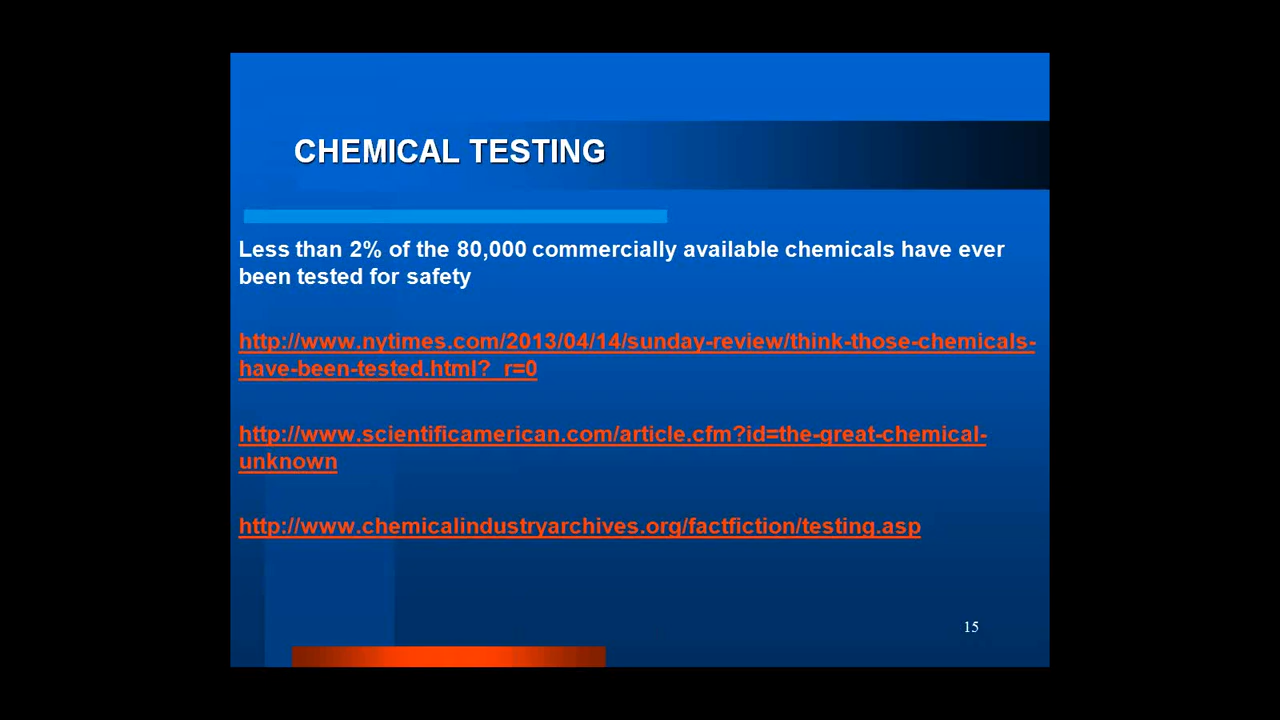 CHEMICAL TESTING
Less than 2% of the 80,000 commercially available chemicals have ever
been tested for safety
http://www.nytimes.com/2013/04/14/sunday-review/think-those-chemicals-
have-been-tested.html?_r=0
http://www.scientificamerican.com/article.cfm?id=the-great-chemical-
unknown
http://www.chemicalindustryarchives.org/factfiction/testing.asp
15